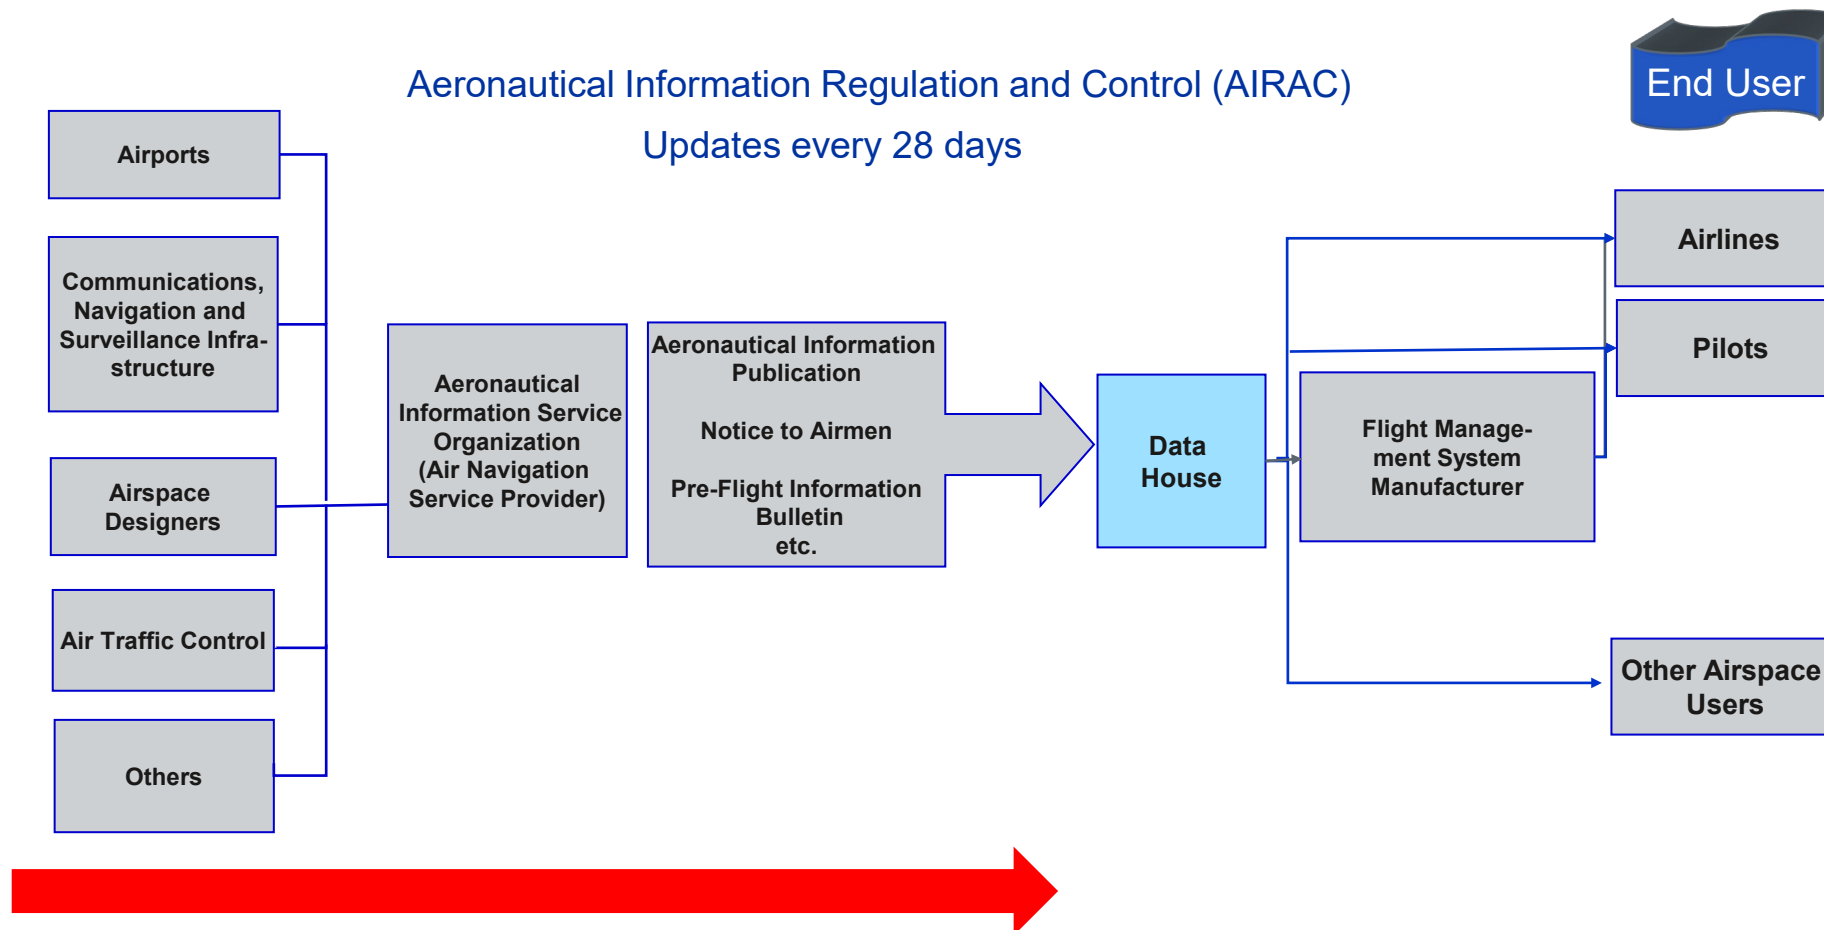 Aeronautical Information Regulation and Control (AIRAC)
Updates every 28 days
End User
Airports
Communications,
Navigation and
Surveillance Infra-
structure
Airspace
Designers
Air Traffic Control
Others
Aeronautical
Information Service
Organization
(Air Navigation
Service Provider)
Aeronautical Information
Publication
Notice to Airmen
Pre-Flight Information
Bulletin
etc.
Data
House
Flight Manage-
ment System
Manufacturer
Airlines
Pilots
Other Airspace
Users